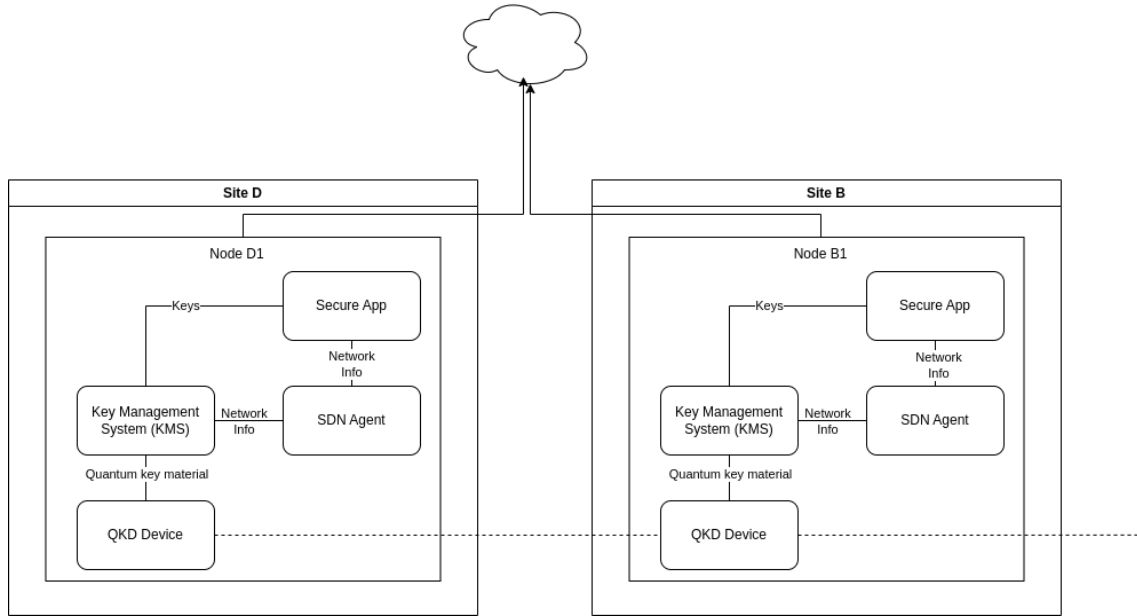 Site D
Node D1
Secure App
Keys
Network
Info
Key Management
System (KMS)
Network
Info
SDN Agent
Quantum key material
QKD Device
Site B
Node B1
Secure App
Keys
Network
Info
Key Management
System (KMS)
Network
Info
SDN Agent
Quantum key material
QKD Device